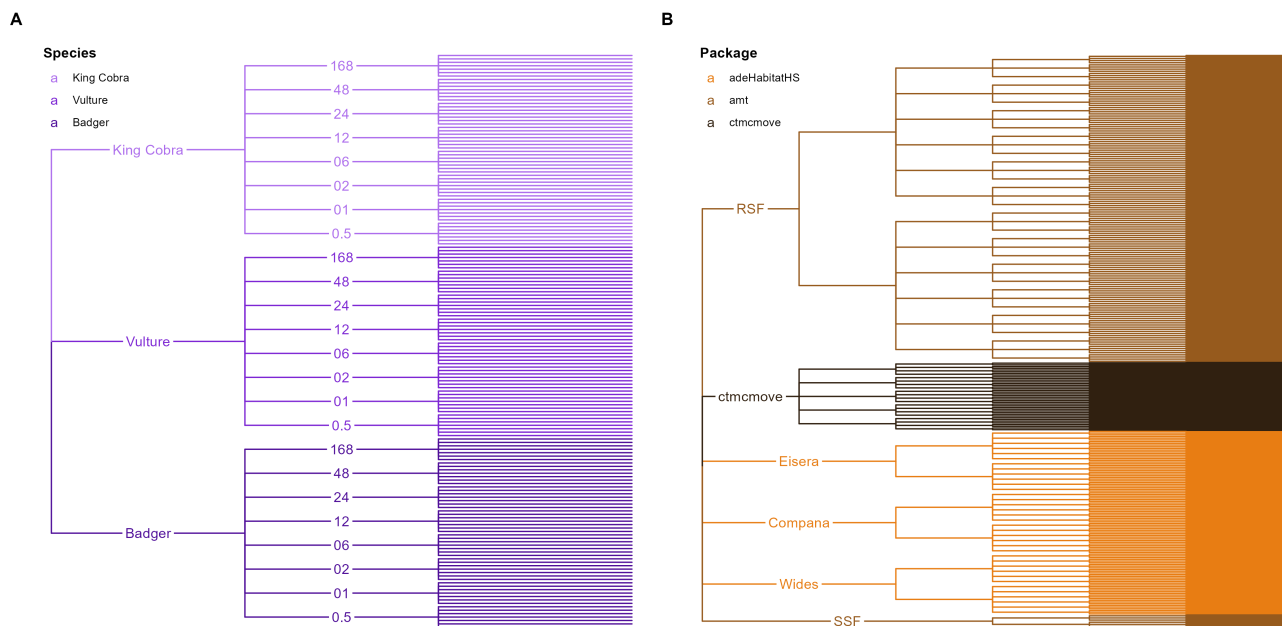 A
Species
a King Cobra
a Vulture
a Badger
King Cobra
168
48
24
12
06
02
01
0.5
Vulture
168
48
24
12
06
02
01
0.5
Badger
168
48
24
12
06
02
01
0.5
B
Package
a adeHabitatHS
a amt
a ctmcmove
RSF
ctmcmove
Eisera
Compana
Wides
SSF